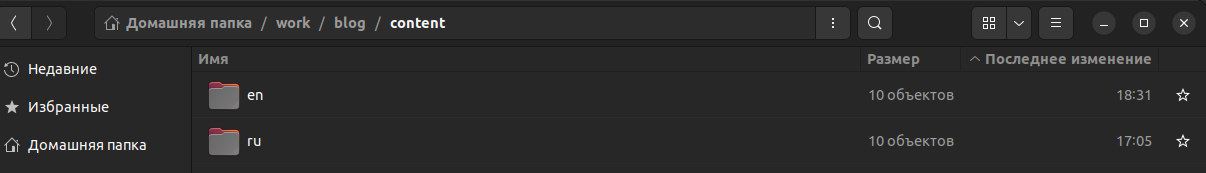 Домашняя папка / work / blog / content
Имя Размер Последнее изменение
Недавние
en 10 объектов 18:31
Избранные
ru 10 объектов 17:05
Домашняя папка